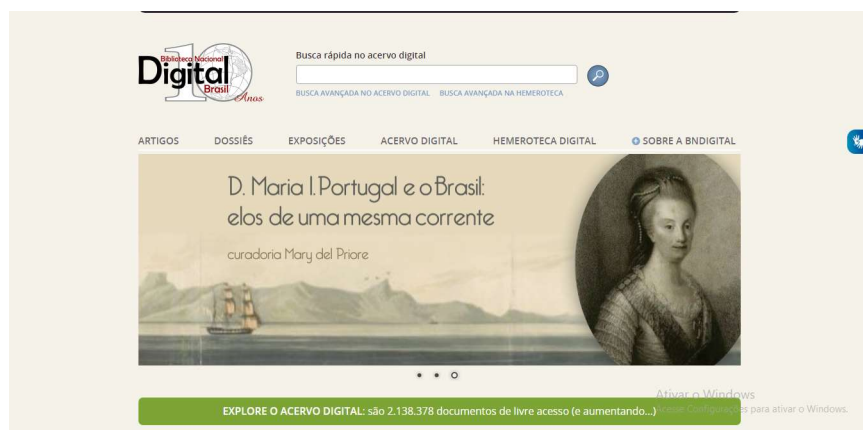 Biblioteca Nacional
Digital
Brasil
10
Anos
Busca rápida no acervo digital
BUSCA AVANÇADA NO ACERVO DIGITAL BUSCA AVANÇADA NA HEMEROTECA
ARTIGOS DOSSIÊS EXPOSIÇÕES ACERVO DIGITAL HEMEROTECA DIGITAL SOBRE A BNDIGITAL
D. Maria I. Portugal e o Brasil:
elos de uma mesma corrente
curadoria Mary del Priore
EXPLORE O ACERVO DIGITAL: são 2.138.378 documentos de livre acesso (e aumentando...)
Ativar o Windows
Acesse Configurações para ativar o Windows.